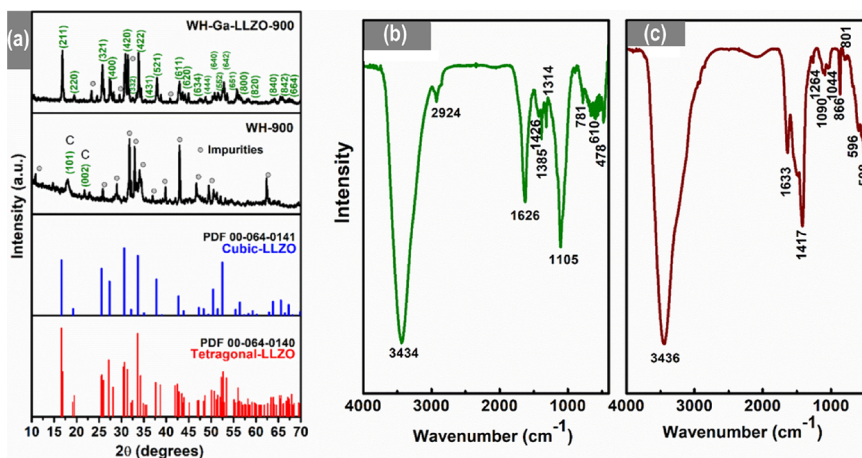 (a)
WH-Ga-LLZO-900
(211)
(220)
(321)
(400)
(420)
(332)
(422)
(431)
(521)
(611)
(620)
(634)
(444)
(640)
(552)
(642)
(651)
(800)
(820)
(840)
(842)
(664)
WH-900
Impurities
C
(101)
C
(002)
PDF 00-064-0141
Cubic-LLZO
PDF 00-064-0140
Tetragonal-LLZO
Intensity (a.u.)
10 15 20 25 30 35 40 45 50 55 60 65 70
2θ (degrees)
(b)
Intensity
3434
2924
1626
1426
1385
1314
1105
781
610
478
4000 3000 2000 1000
Wavenumber (cm-1)
(c)
3436
1633
1417
1264
1090
1044
866
801
596
4000 3000 2000 1000
Wavenumber (cm-1)